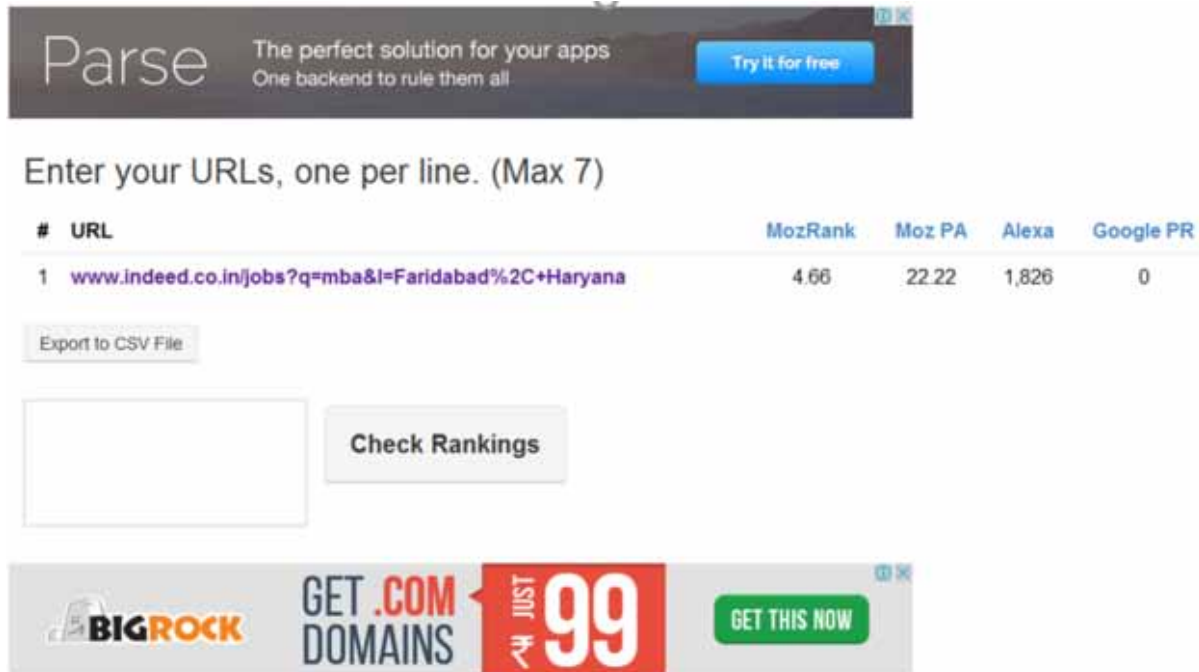 Parse The perfect solution for your apps
One backend to rule them all
Try it for free
Enter your URLs, one per line. (Max 7)
# URL MozRank Moz PA Alexa Google PR
1 www.indeed.co.in/jobs?q=mba&l=Faridabad%2C+Haryana 4.66 22.22 1,826 0
Export to CSV File
Check Rankings
BIGROCK
GET .COM
DOMAINS
₹ JUST
99
GET THIS NOW